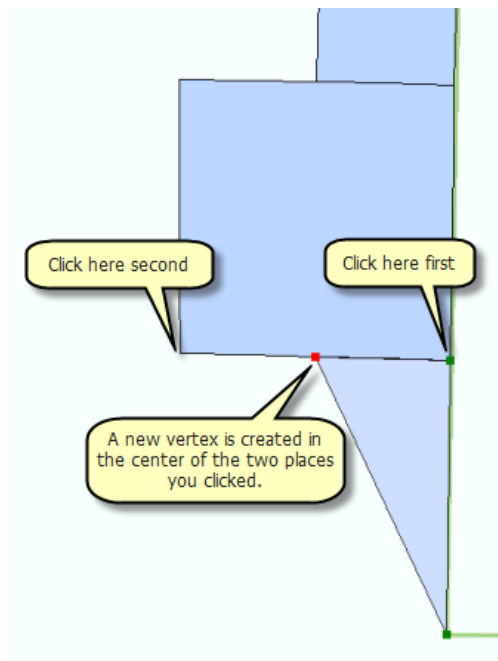 Click here second
Click here first
A new vertex is created in
the center of the two places
you clicked.